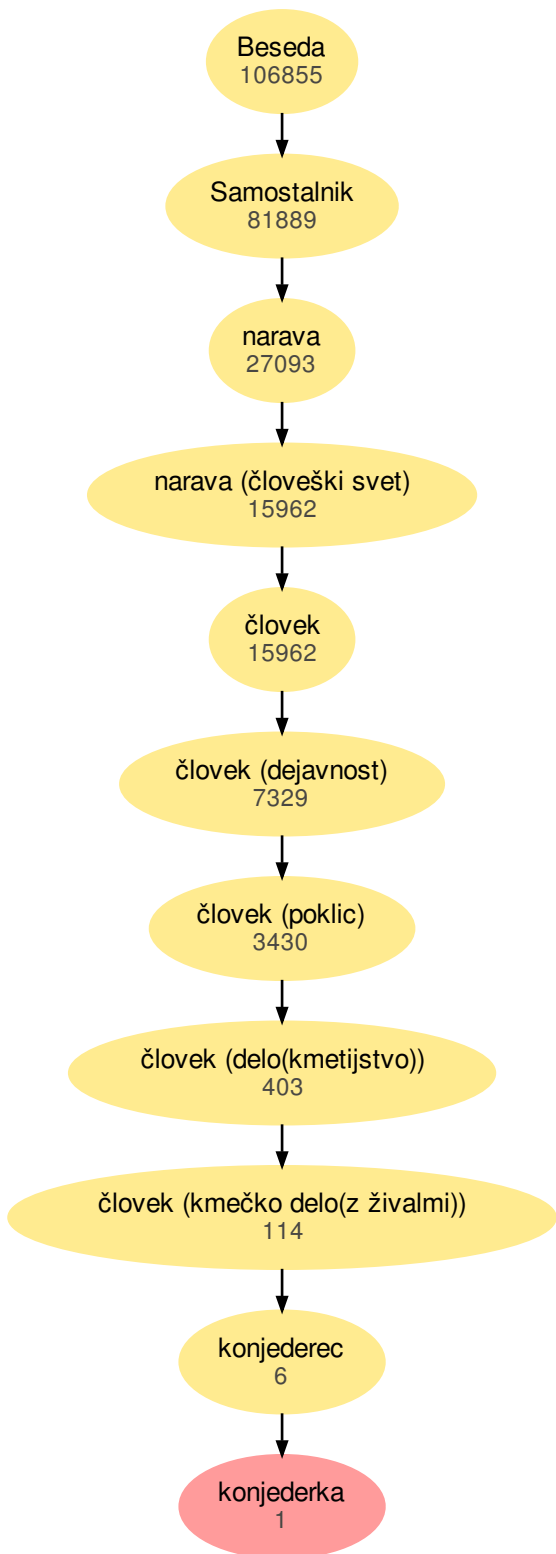 Beseda
106855
Samostalnik
81889
narava
27093
narava (človeški svet)
15962
človek
15962
človek (dejavnost)
7329
človek (poklic)
3430
človek (delo(kmetijstvo))
403
človek (kmečko delo(z živalmi))
114
konjederec
6
konjederka
1